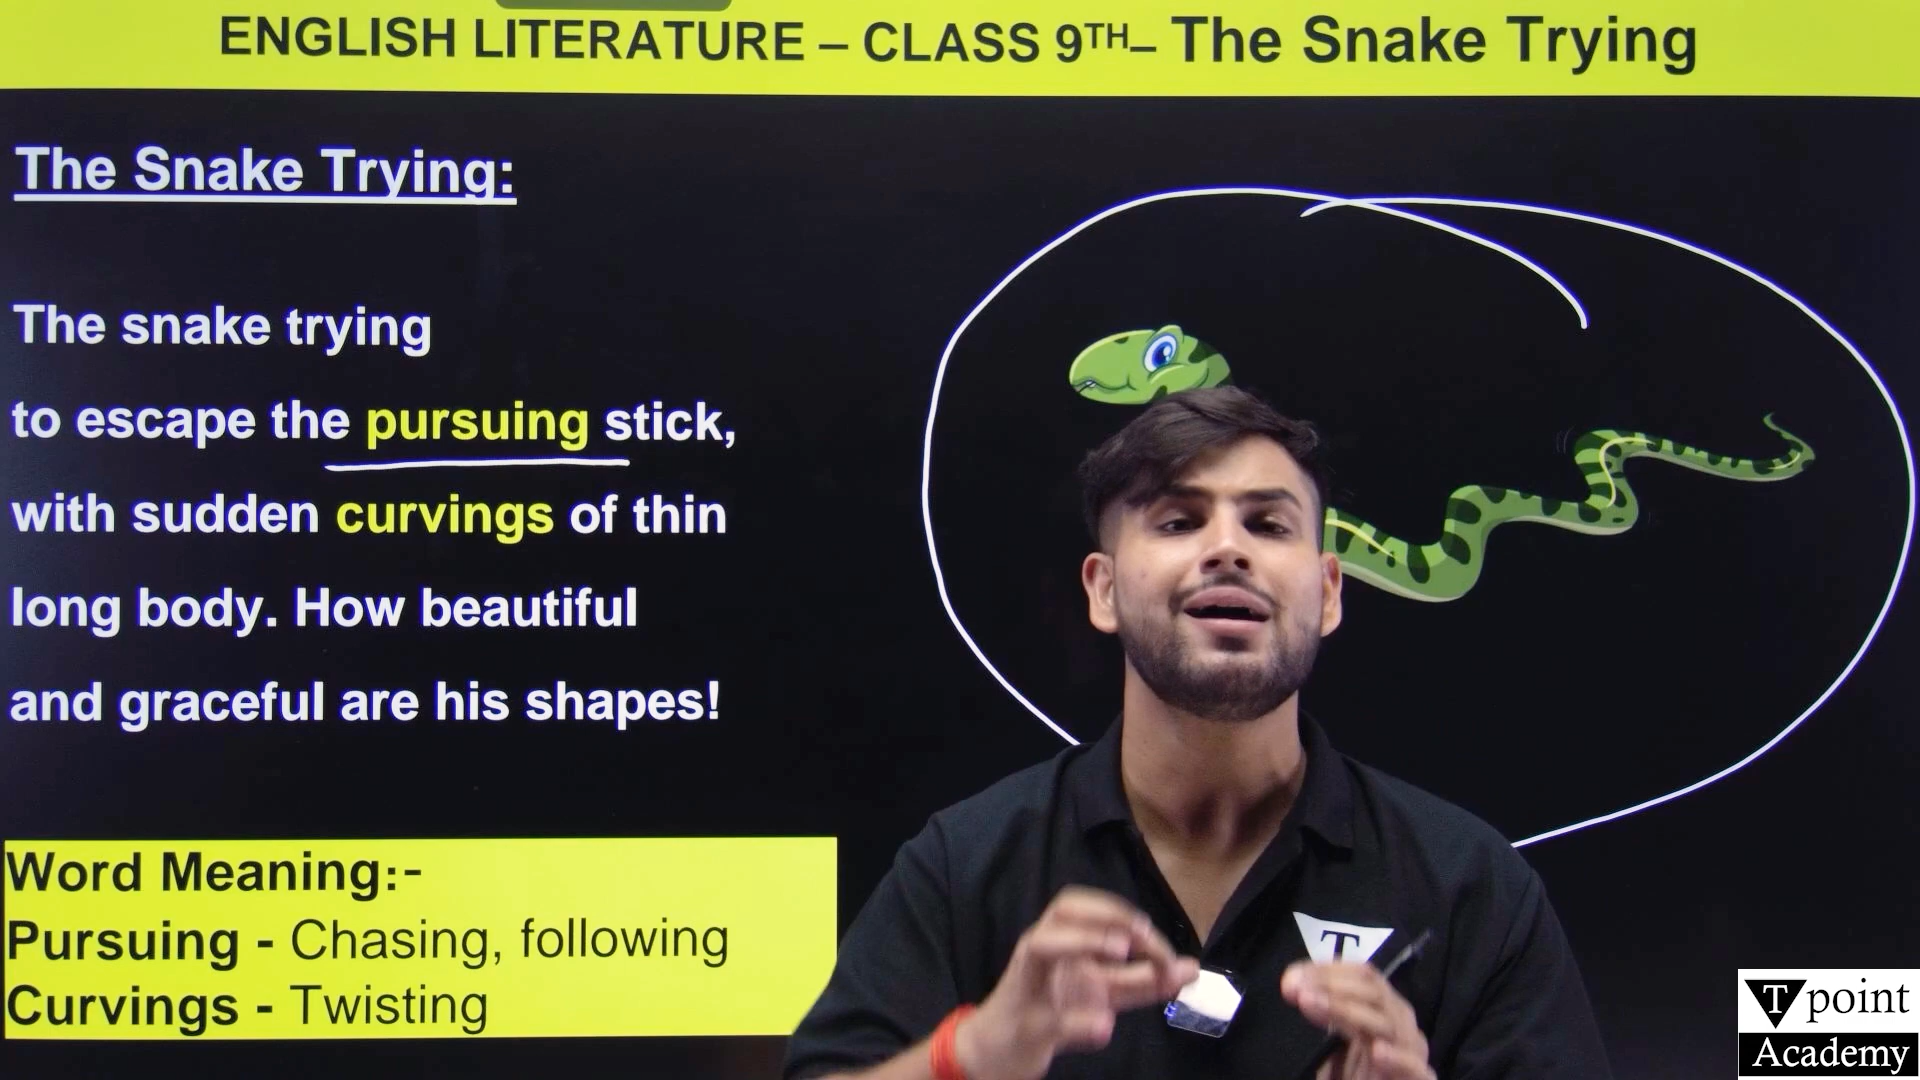 ENGLISH LITERATURE – CLASS 9TH– The Snake Trying
The Snake Trying:
The snake trying
to escape the pursuing stick,
with sudden curvings of thin
long body. How beautiful
and graceful are his shapes!
Word Meaning:-
Pursuing - Chasing, following
Curvings - Twisting
T
T point
Academy